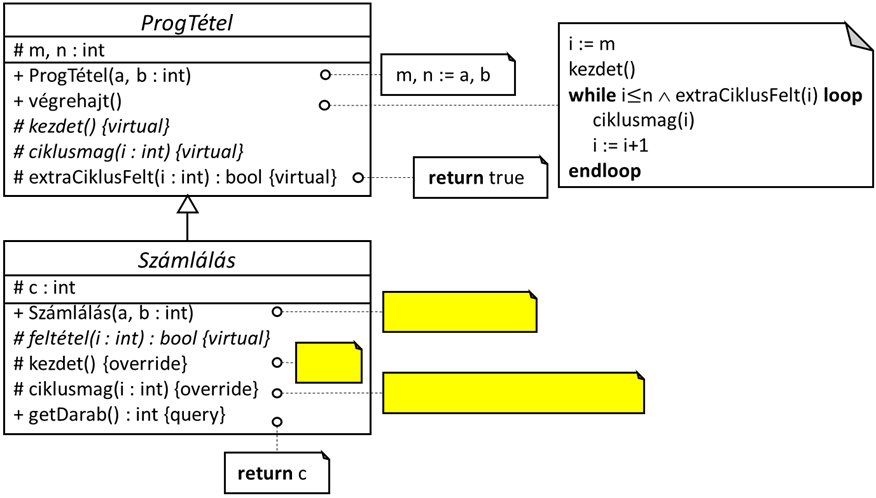 ProgTétel
# m, n : int
+ ProgTétel(a, b : int)
+ végrehajt()
# kezdet() {virtual}
# ciklusmag(i : int) {virtual}
# extraCiklusFelt(i : int) : bool {virtual}
m, n := a, b
i := m
kezdet()
while i≤n ∧ extraCiklusFelt(i) loop
ciklusmag(i)
i := i+1
endloop
return true
Számlálás
# c : int
+ Számlálás(a, b : int)
# feltétel(i : int) : bool {virtual}
# kezdet() {override}
# ciklusmag(i : int) {override}
+ getDarab() : int {query}
return c